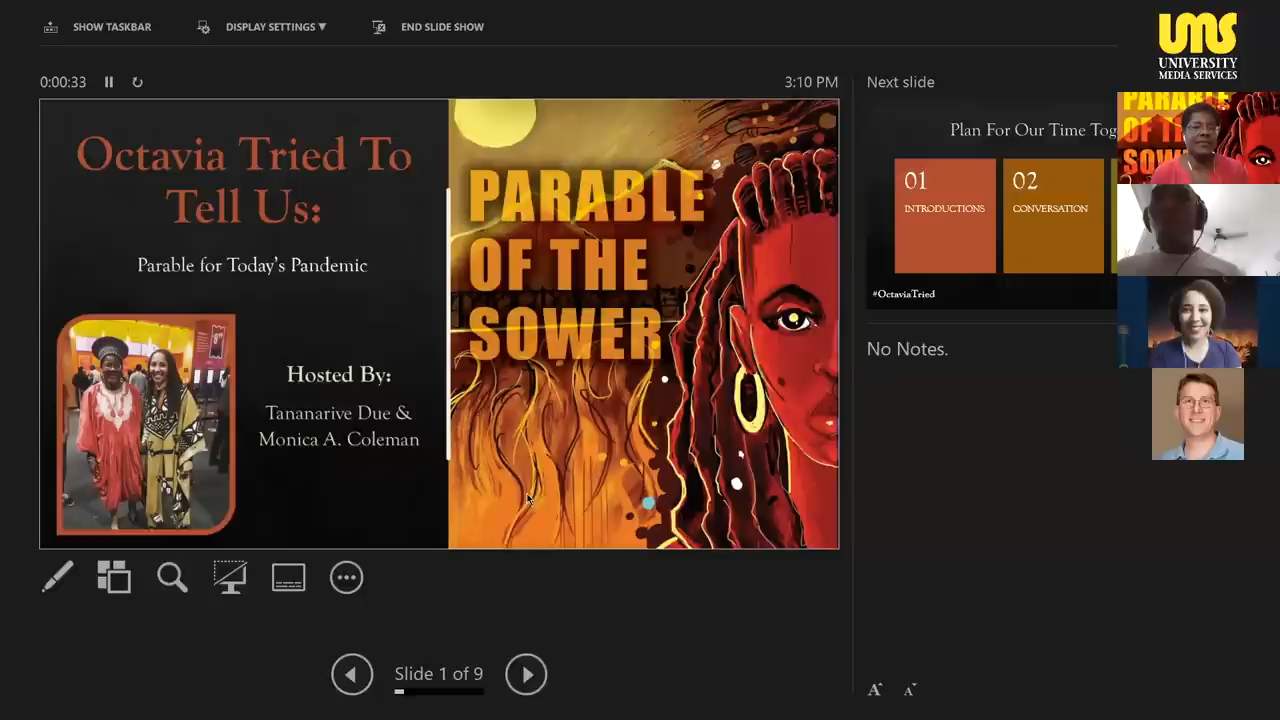 SHOW TASKBAR
DISPLAY SETTINGS ▼
END SLIDE SHOW
UMS
UNIVERSITY
MEDIA SERVICES
0:00:33
3:10 PM
Next slide
Octavia Tried To
Tell Us:
Parable for Today's Pandemic
Hosted By:
Tananarive Due &
Monica A. Coleman
PARABLE
OF THE
SOWER
Plan For Our Time Tog
01
INTRODUCTIONS
02
CONVERSATION
#OctaviaTried
PARABLE
No Notes.
Slide 1 of 9
A
A